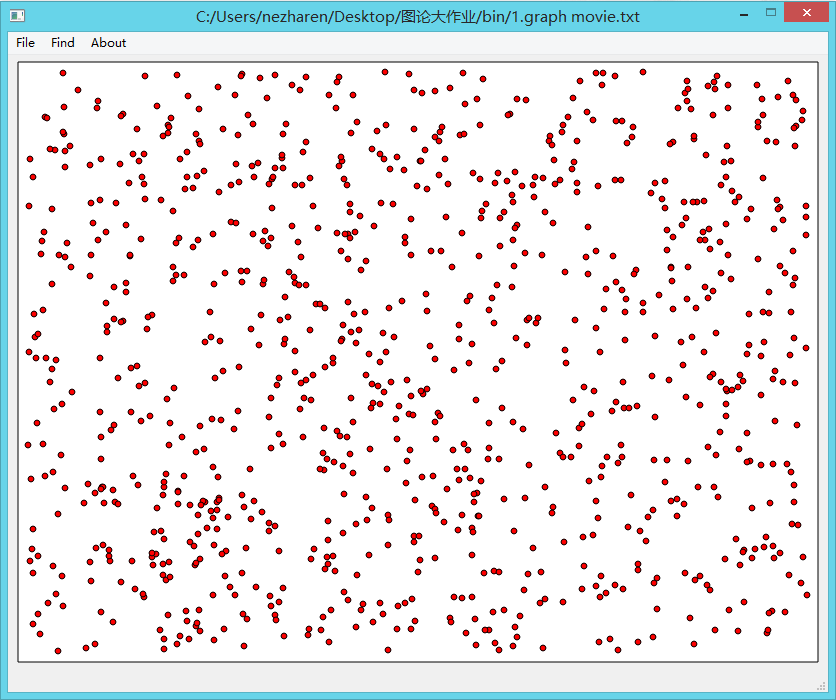 C:/Users/nezharen/Desktop/图论大作业/bin/1.graph movie.txt
File Find About